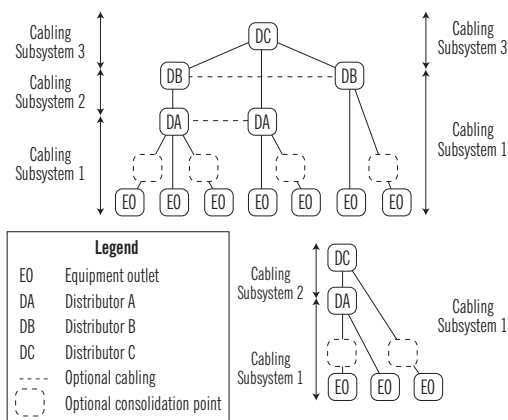 Cabling
Subsystem 3
DC
Cabling
Subsystem 3
DB
DB
Cabling
Subsystem 2
DA
DA
Cabling
Subsystem 1
Cabling
Subsystem 1
EO
EO
EO
EO
EO
EO
EO
Legend
EO Equipment outlet
DA Distributor A
DB Distributor B
DC Distributor C
Optional cabling
Optional consolidation point
DC
Cabling
Subsystem 2
DA
Cabling
Subsystem 1
Cabling
Subsystem 1
EO
EO
EO